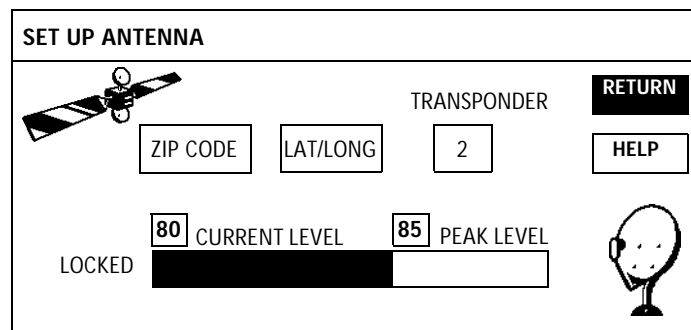 SET UP ANTENNA
TRANSPONDER
RETURN
ZIP CODE
LAT/LONG
2
HELP
80 CURRENT LEVEL
85 PEAK LEVEL
LOCKED